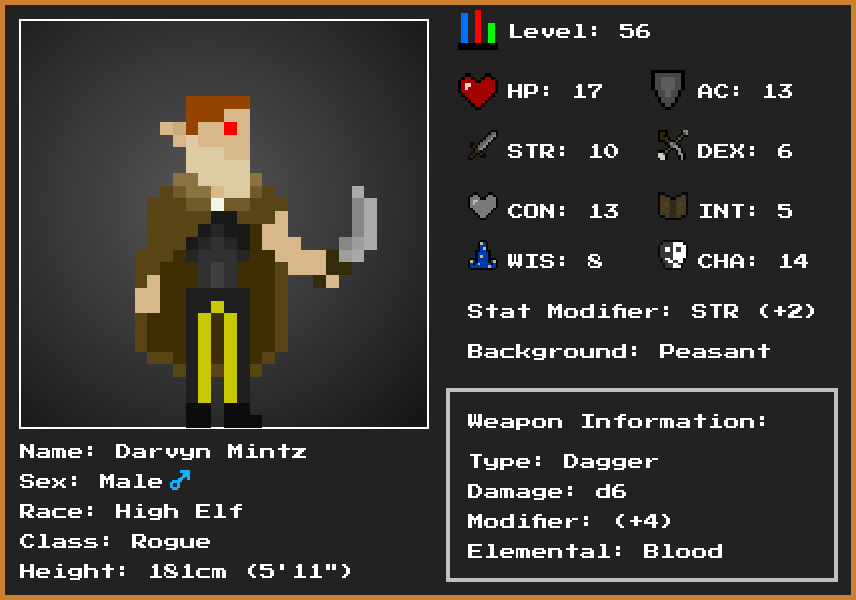 Level: 56
HP: 17 AC: 13
STR: 10 DEX: 6
CON: 13 INT: 5
WIS: 8 CHA: 14
Stat Modifier: STR (+2)
Background: Peasant
Weapon Information:
Type: Dagger
Damage: d6
Modifier: (+4)
Elemental: Blood
Name: Darvyn Mintz
Sex: Male ♂
Race: High Elf
Class: Rogue
Height: 181cm (5'11")